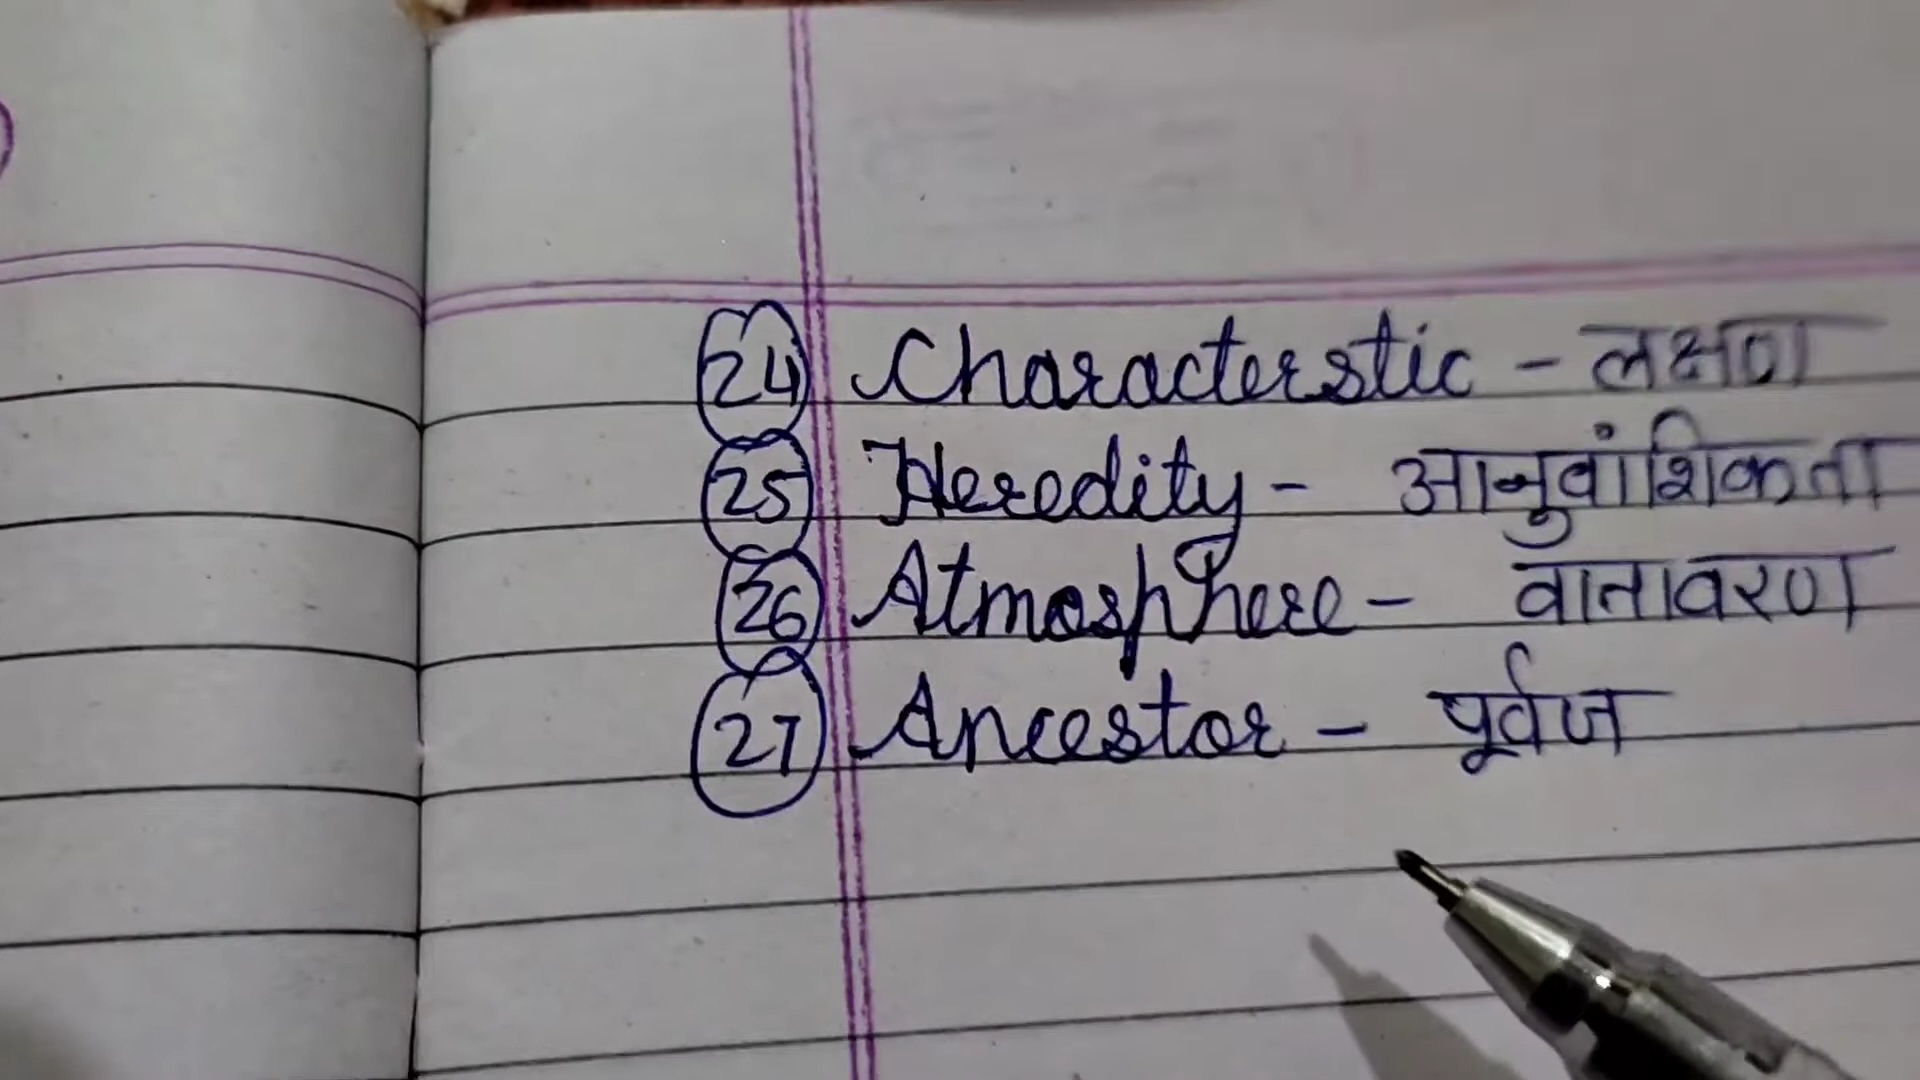 24 Characterstic - लक्षण
25 Heredity - आनुवांशिकता
26 Atmosphere - वातावरण
27 Ancestor - पूर्वज